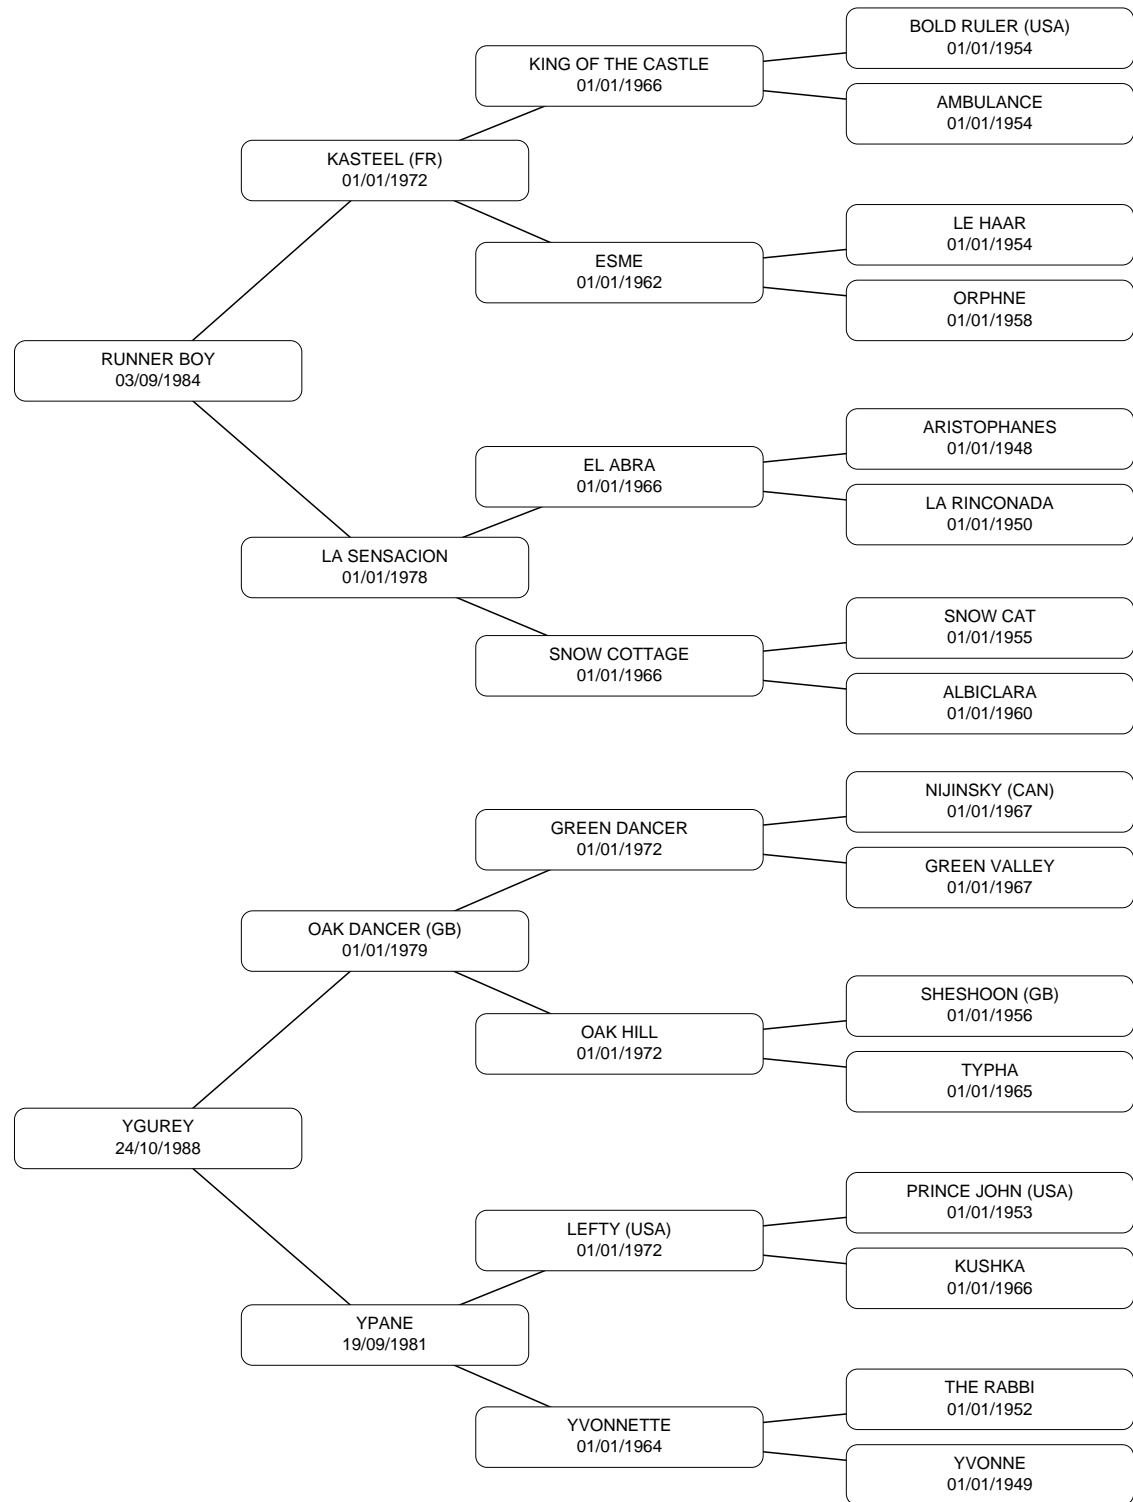 BOLD RULER (USA)
01/01/1954
KING OF THE CASTLE
01/01/1966
AMBULANCE
01/01/1954
KASTEEL (FR)
01/01/1972
LE HAAR
01/01/1954
ESME
01/01/1962
ORPHNE
01/01/1958
RUNNER BOY
03/09/1984
ARISTOPHANES
01/01/1948
EL ABRA
01/01/1966
LA RINCONADA
01/01/1950
LA SENSACION
01/01/1978
SNOW CAT
01/01/1955
SNOW COTTAGE
01/01/1966
ALBICLARA
01/01/1960
NIJINSKY (CAN)
01/01/1967
GREEN DANCER
01/01/1972
GREEN VALLEY
01/01/1967
OAK DANCER (GB)
01/01/1979
SHESHOON (GB)
01/01/1956
OAK HILL
01/01/1972
TYPHA
01/01/1965
YGUREY
24/10/1988
PRINCE JOHN (USA)
01/01/1953
LEFTY (USA)
01/01/1972
KUSHKA
01/01/1966
YPANE
19/09/1981
THE RABBI
01/01/1952
YVONNETTE
01/01/1964
YVONNE
01/01/1949